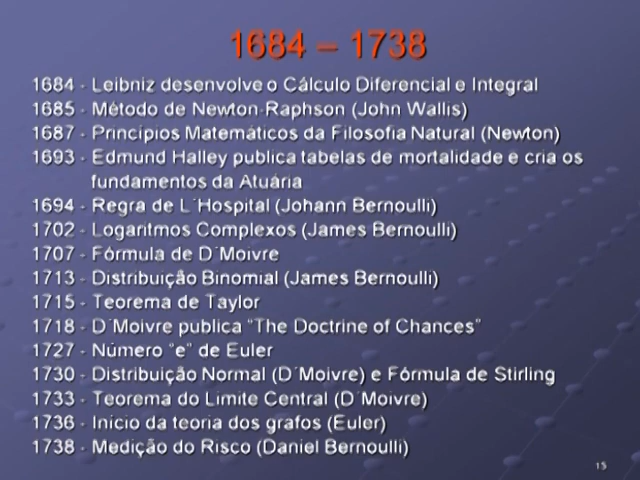 1684 – 1738
1684 - Leibniz desenvolve o Cálculo Diferencial e Integral
1685 - Método de Newton-Raphson (John Wallis)
1687 - Princípios Matemáticos da Filosofia Natural (Newton)
1693 - Edmund Halley publica tabelas de mortalidade e cria os
fundamentos da Atuária
1694 - Regra de L´Hospital (Johann Bernoulli)
1702 - Logaritmos Complexos (James Bernoulli)
1707 - Fórmula de D´Moivre
1713 - Distribuição Binomial (James Bernoulli)
1715 - Teorema de Taylor
1718 - D´Moivre publica “The Doctrine of Chances”
1727 - Número “e” de Euler
1730 - Distribuição Normal (D´Moivre) e Fórmula de Stirling
1733 - Teorema do Limite Central (D´Moivre)
1736 - Início da teoria dos grafos (Euler)
1738 - Medição do Risco (Daniel Bernoulli)
15